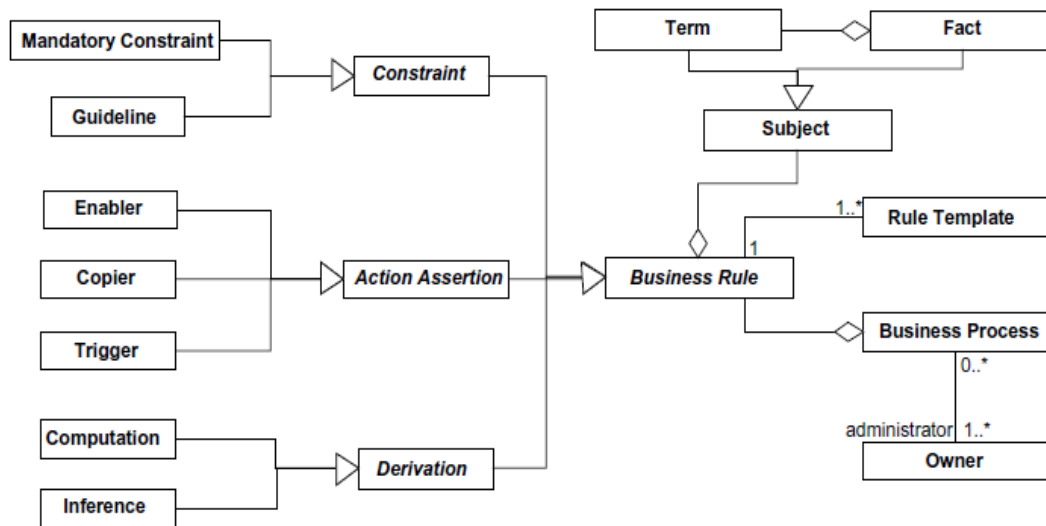 Mandatory Constraint
Constraint
Guideline
Term
Fact
Subject
Enabler
Copier
Action Assertion
Trigger
Business Rule
1..*
1
Rule Template
Business Process
0..*
administrator
1..*
Owner
Computation
Derivation
Inference